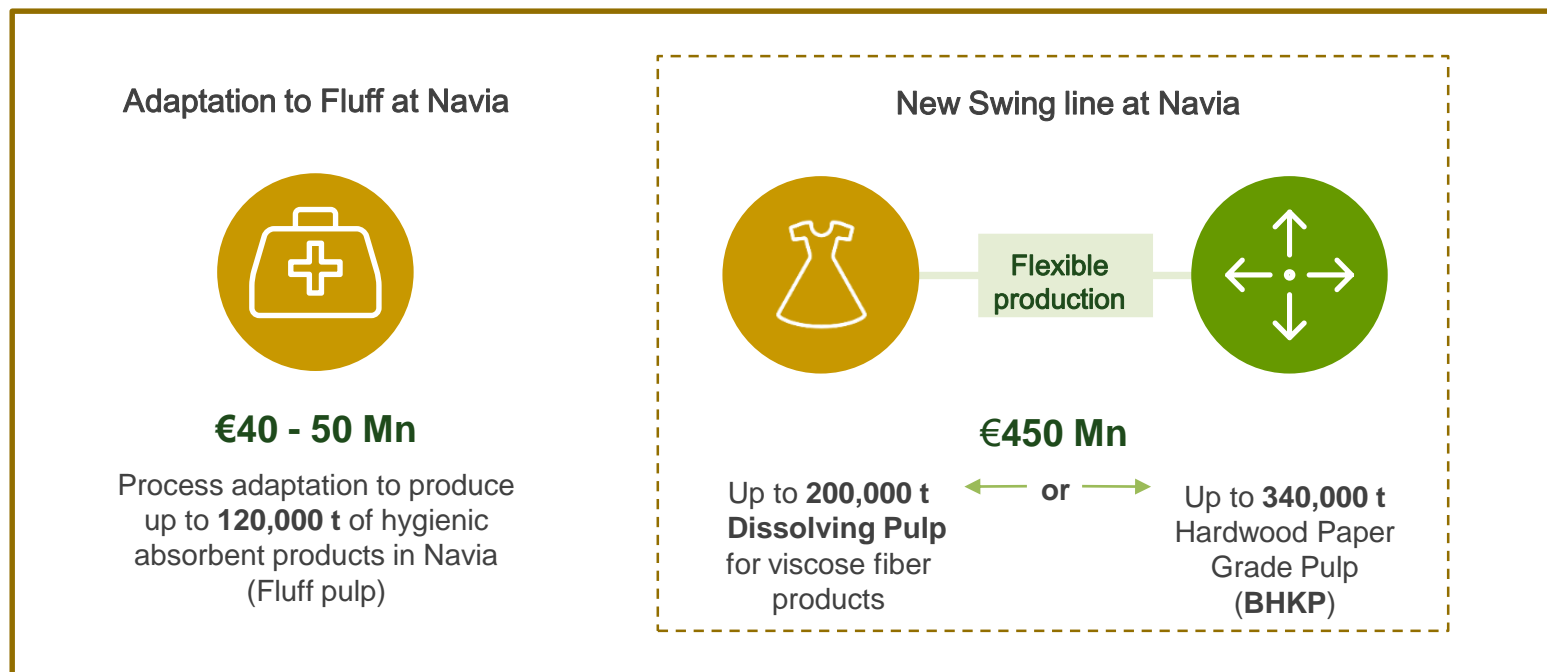 Adaptation to Fluff at Navia
€40 - 50 Mn
Process adaptation to produce
up to 120,000 t of hygienic
absorbent products in Navia
(Fluff pulp)
New Swing line at Navia
Flexible
production
€450 Mn
Up to 200,000 t
Dissolving Pulp
for viscose fiber
products
or
Up to 340,000 t
Hardwood Paper
Grade Pulp
(BHKP)